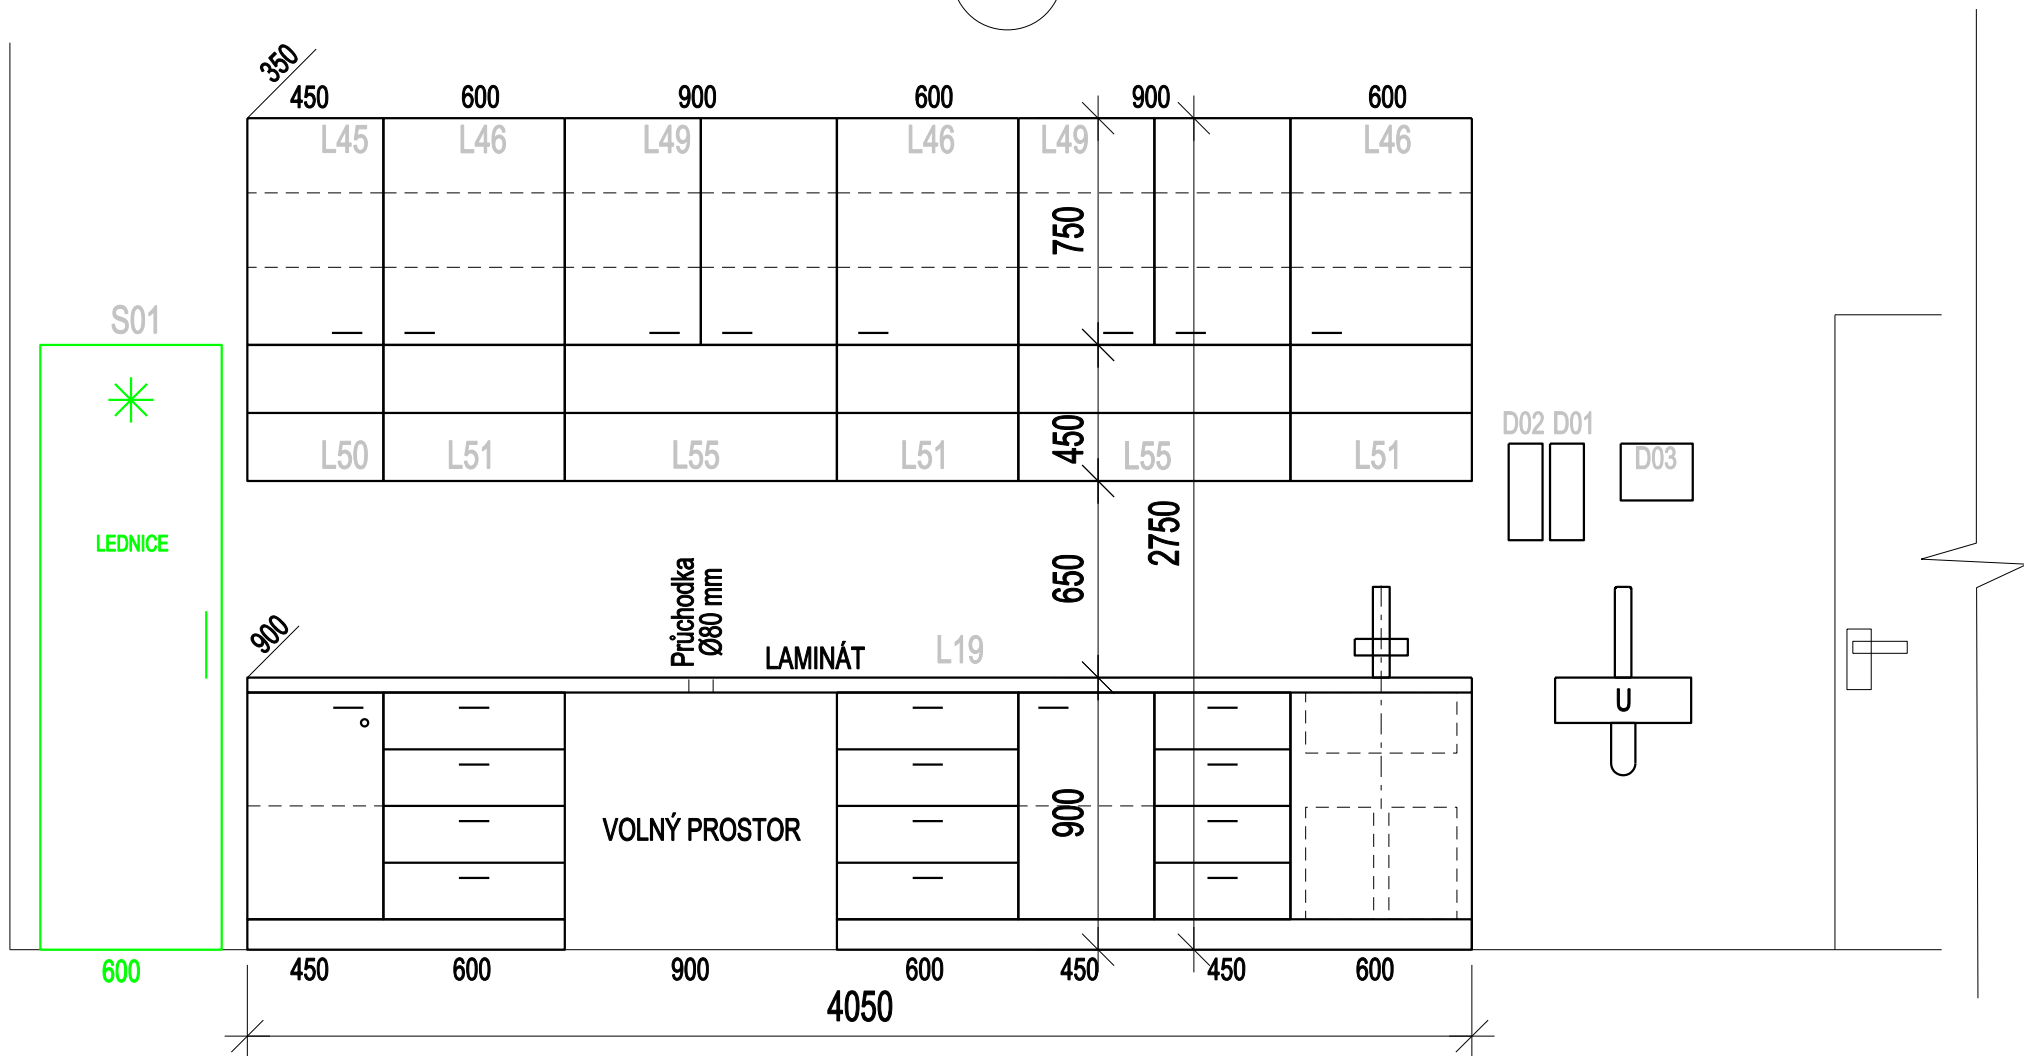 350
450 600 900 600 900 600
L45 L46 L49 L46 L49 L46
750
S01
L50 L51 L55 L51 L55 L51
450
D02 D01
D03
LEDNICE
2750
650
Průchodka
Ø80 mm
900
LAMINÁT
L19
U
VOLNÝ PROSTOR
900
600
450 600 900 600 450 450 600
4050